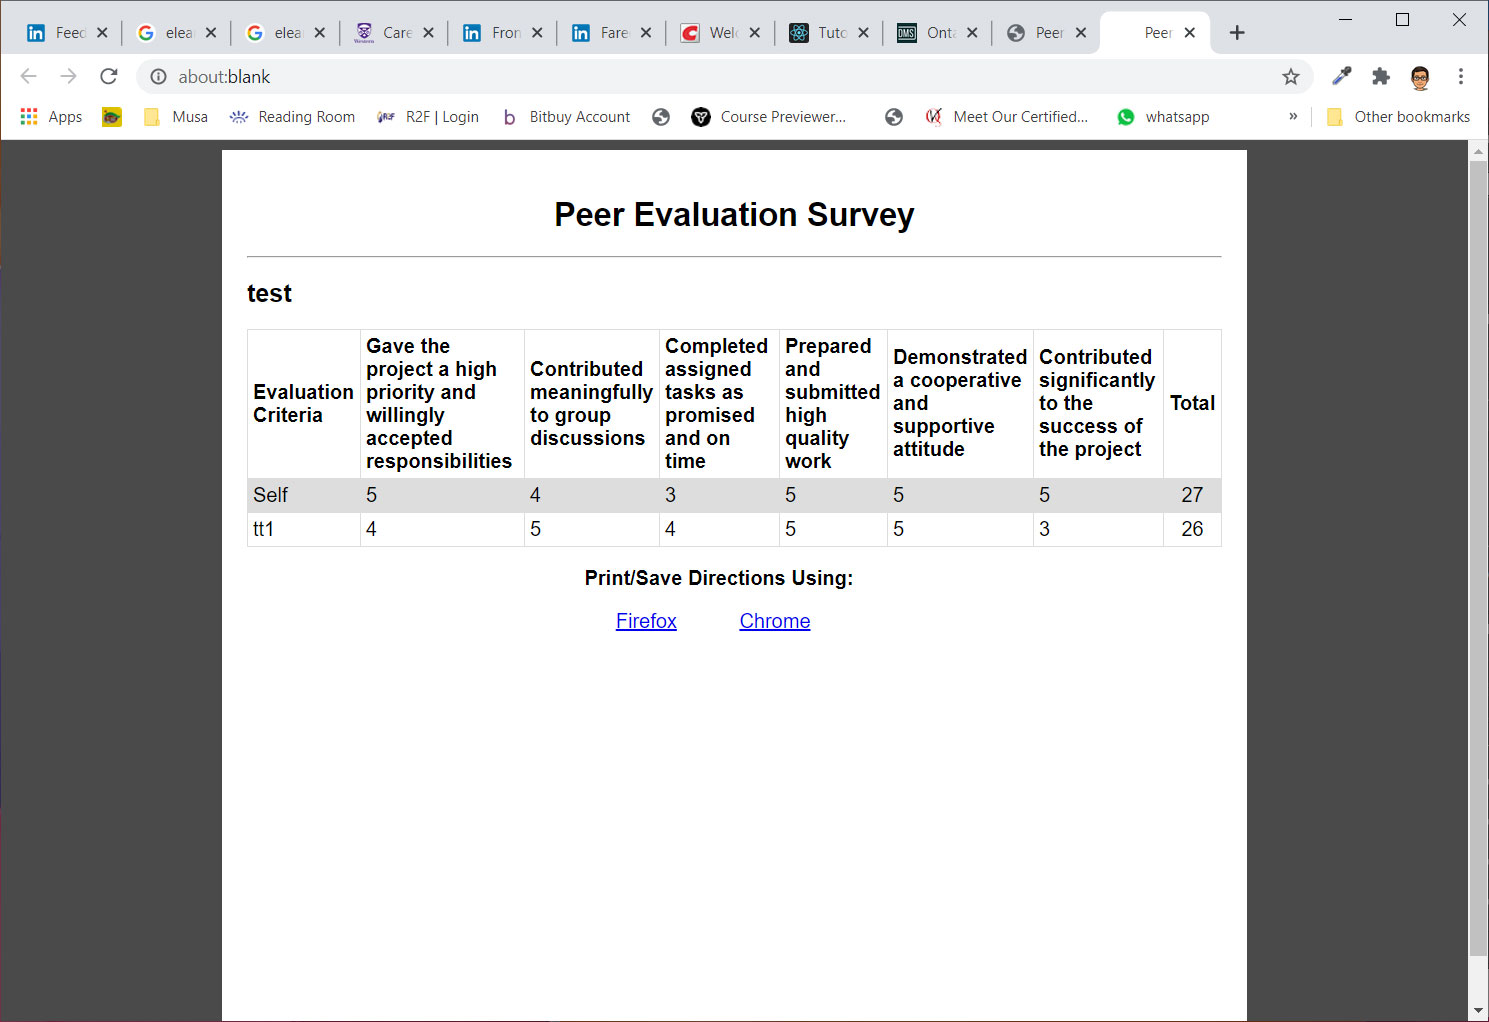 Feed elea elea Care Fron Fare Welc Tuto Onta Peer Peer
about:blank
Apps Musa Reading Room R2F | Login Bitbuy Account Course Previewer... Meet Our Certified... whatsapp » Other bookmarks
Peer Evaluation Survey
test
Evaluation
Criteria
Gave the
project a high
priority and
willingly
accepted
responsibilities
Contributed
meaningfully
to group
discussions
Completed
assigned
tasks as
promised
and on
time
Prepared
and
submitted
high
quality
work
Demonstrated
a cooperative
and
supportive
attitude
Contributed
significantly
to the
success of
the project
Total
Self 5 4 3 5 5 5 27
tt1 4 5 4 5 5 3 26
Print/Save Directions Using:
Firefox Chrome